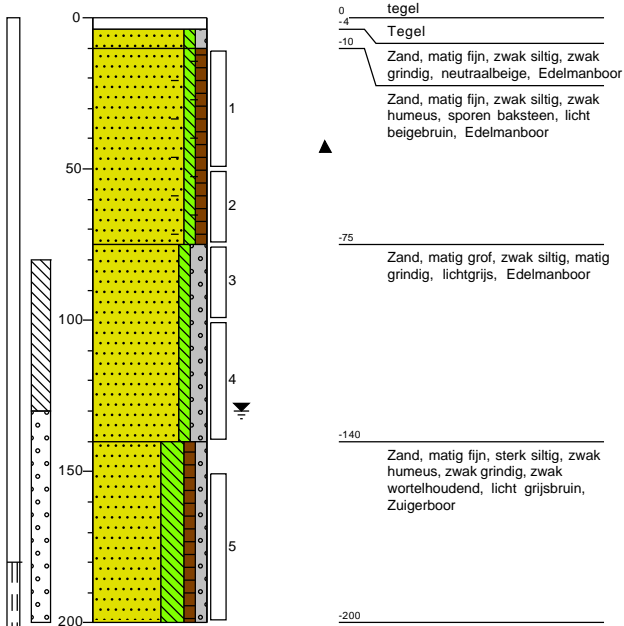 0
50
100
150
200
1
2
3
4
5
0
tegel
-4
Tegel
-10
Zand, matig fijn, zwak siltig, zwak
grindig, neutraalbeige, Edelmanboor
Zand, matig fijn, zwak siltig, zwak
humeus, sporen baksteen, licht
beigebruin, Edelmanboor
-75
Zand, matig grof, zwak siltig, matig
grindig, lichtgrijs, Edelmanboor
-140
Zand, matig fijn, sterk siltig, zwak
humeus, zwak grindig, zwak
wortelhoudend, licht grijsbruin,
Zuigerboor
-200